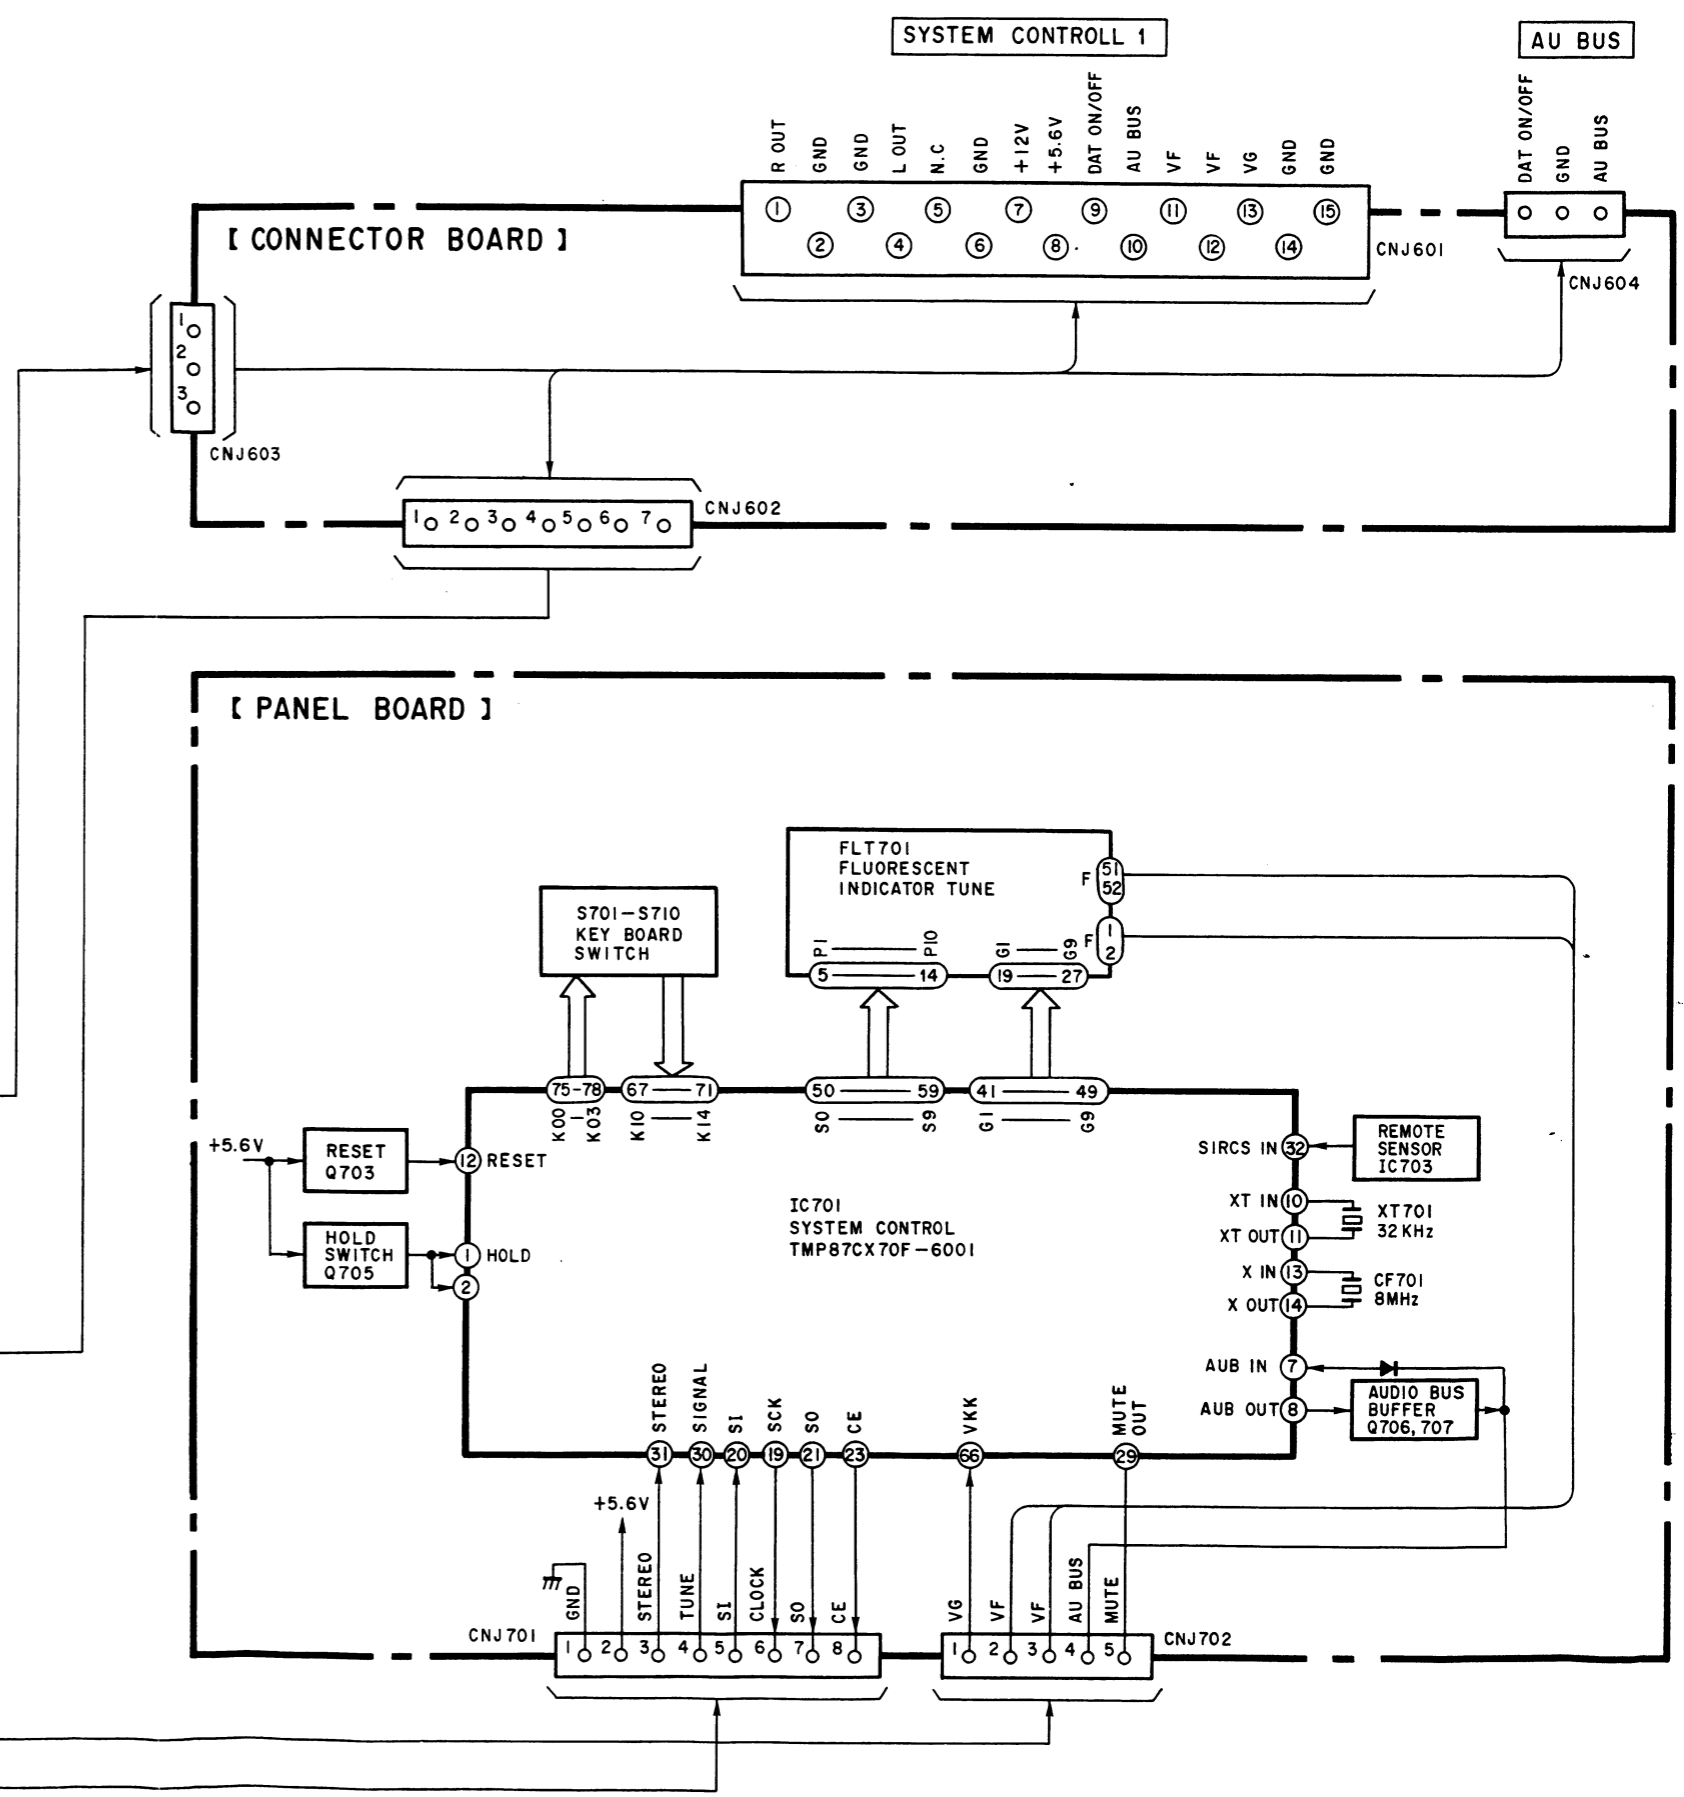 SYSTEM CONTROLL 1
AU BUS
R OUT
GND
GND
L OUT
N.C
GND
+12V
+5.6V
DAT ON/OFF
AU BUS
VF
VF
VG
GND
GND
DAT ON/OFF
GND
AU BUS
1 3 5 7 9 11 13 15
2 4 6 8 10 12 14
CNJ601
CNJ604
【 CONNECTOR BOARD 】
1
2
3
CNJ603
1 2 3 4 5 6 7
CNJ602
【 PANEL BOARD 】
FLT701
FLUORESCENT
INDICATOR TUNE
F 51
52
F 1
2
P1 P10
G1 G9
5 14
19 27
S701-S710
KEY BOARD
SWITCH
75-78
67 71
50 59
41 49
K00 - K03
K10 K14
S0 S9
G1 G9
+5.6V
RESET
Q703
12 RESET
HOLD
SWITCH
Q705
1 HOLD
2
IC701
SYSTEM CONTROL
TMP87CX70F-6001
SIRCS IN 32
REMOTE
SENSOR
IC703
XT IN 10
XT OUT 11
XT701
32KHz
X IN 13
X OUT 14
CF701
8MHz
AUB IN 7
AUB OUT 8
AUDIO BUS
BUFFER
Q706,707
STEREO
SIGNAL
SI
SCK
SO
CE
VKK
MUTE
OUT
31 30 20 19 21 23 66 29
+5.6V
GND
STEREO
TUNE
SI
CLOCK
SO
CE
VG
VF
VF
AU BUS
MUTE
CNJ701
1 2 3 4 5 6 7 8
1 2 3 4 5
CNJ702